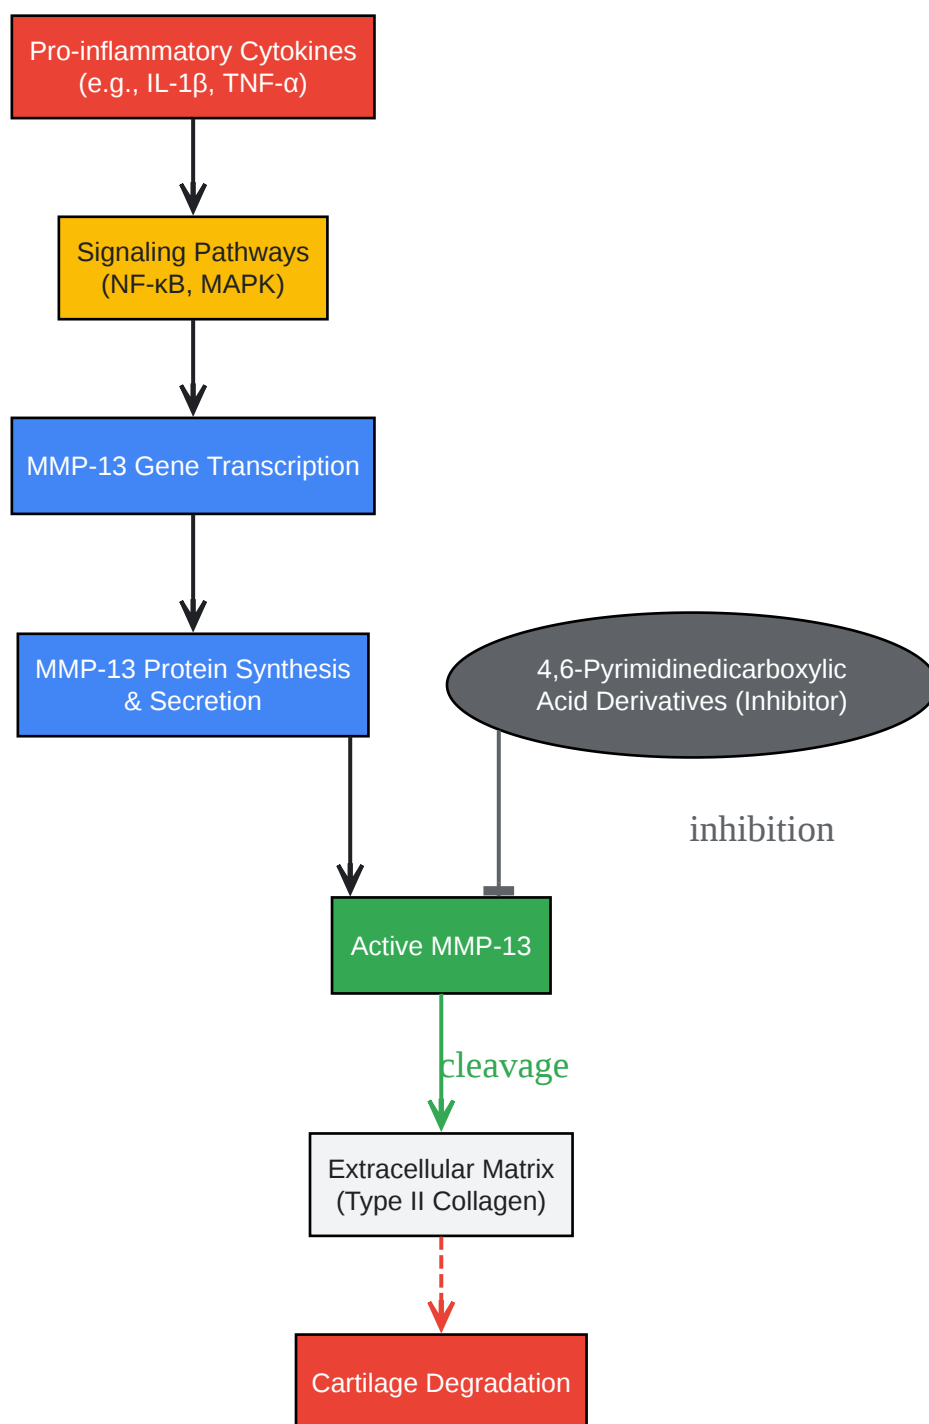 Pro-inflammatory Cytokines
(e.g., IL-1β, TNF-α)
Signaling Pathways
(NF-κB, MAPK)
MMP-13 Gene Transcription
MMP-13 Protein Synthesis
& Secretion
4,6-Pyrimidinedicarboxylic
Acid Derivatives (Inhibitor)
inhibition
Active MMP-13
cleavage
Extracellular Matrix
(Type II Collagen)
Cartilage Degradation